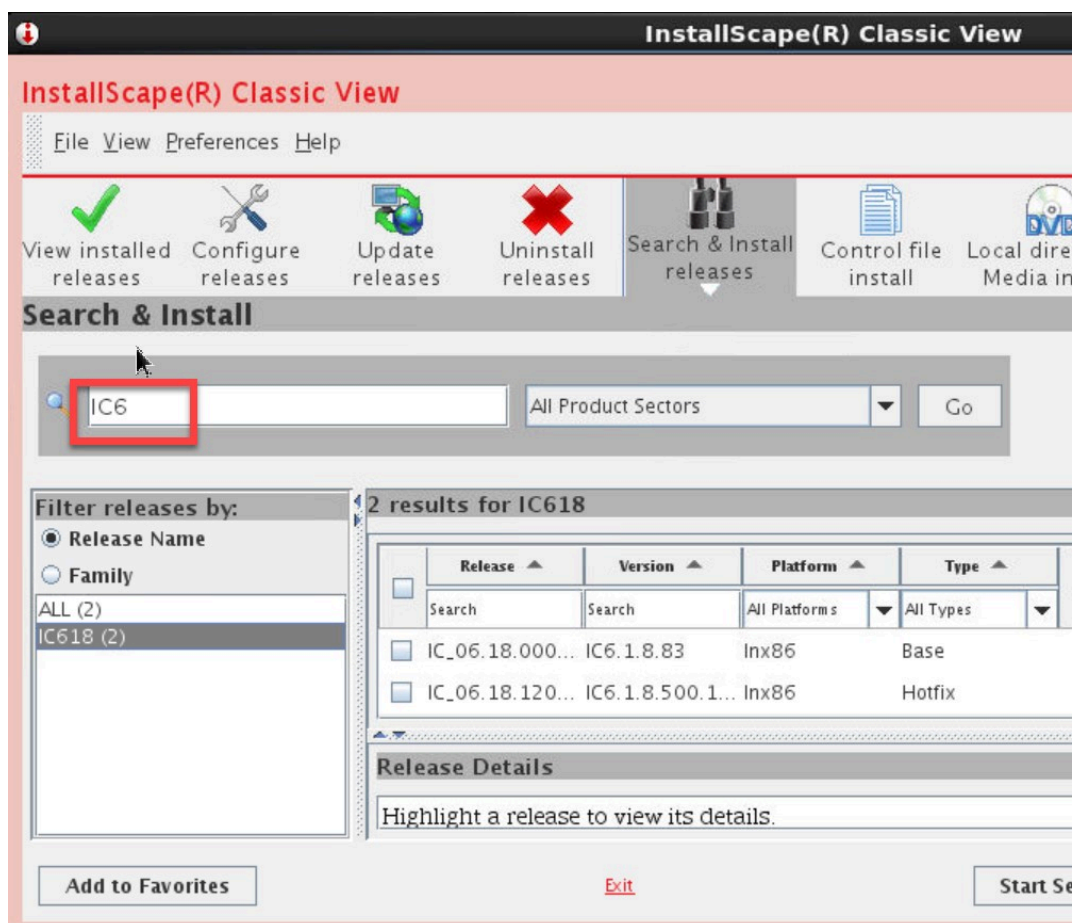 InstallScape(R) Classic View
InstallScape(R) Classic View
File View Preferences Help
View installed releases
Configure releases
Update releases
Uninstall releases
Search & Install releases
Control file install
Local dire
Media in
DVD
Search & Install
IC6
All Product Sectors
Go
Filter releases by:
Release Name
Family
ALL (2)
IC618 (2)
2 results for IC618
Release Version Platform Type
Search Search All Platforms All Types
IC_06.18.000... IC6.1.8.83 lnx86 Base
IC_06.18.120... IC6.1.8.500.1... lnx86 Hotfix
Release Details
Highlight a release to view its details.
Add to Favorites Exit Start Se